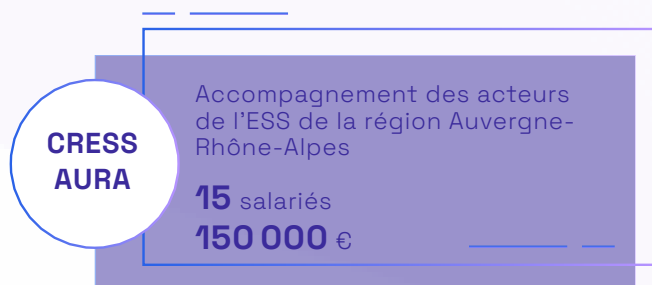 CRESS
AURA
Accompagnement des acteurs
de l'ESS de la région Auvergne-
Rhône-Alpes
15 salariés
150 000 €